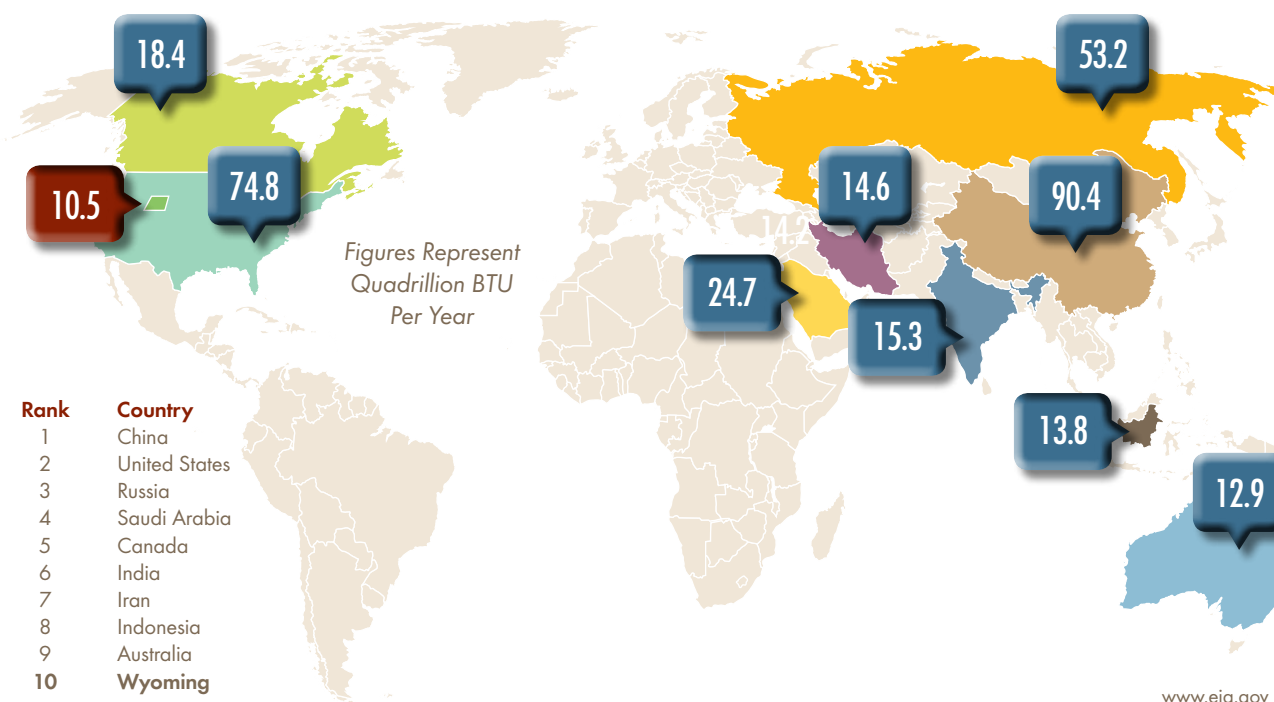 18.4
53.2
10.5
74.8
14.6
90.4
14.2
Figures Represent
Quadrillion BTU
Per Year
24.7
15.3
13.8
12.9
Rank Country
1 China
2 United States
3 Russia
4 Saudi Arabia
5 Canada
6 India
7 Iran
8 Indonesia
9 Australia
10 Wyoming
www.eia.gov